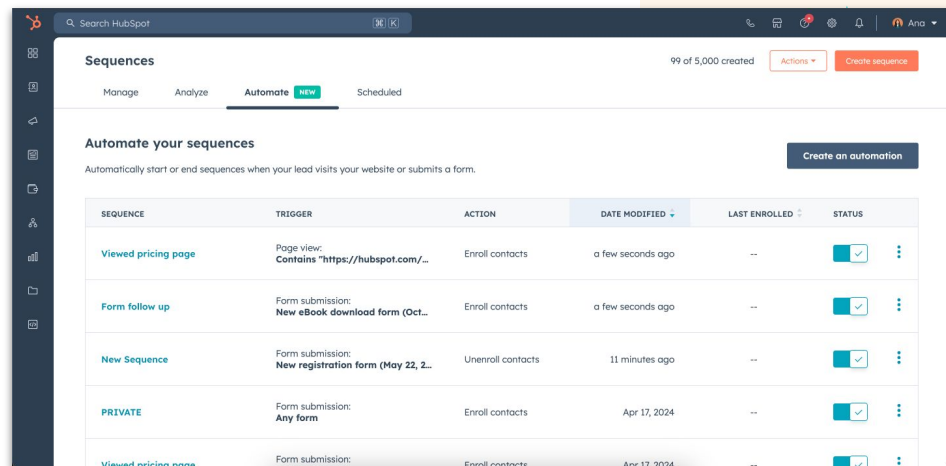 Search HubSpot
⌘ K
Ana
Sequences
99 of 5,000 created
Actions
Create sequence
Manage
Analyze
Automate NEW
Scheduled
Automate your sequences
Automatically start or end sequences when your lead visits your website or submits a form.
Create an automation
SEQUENCE TRIGGER ACTION DATE MODIFIED LAST ENROLLED STATUS
Page view:
Viewed pricing page Contains "https://hubspot.com/... Enroll contacts a few seconds ago --
Form submission:
Form follow up New eBook download form (Oct... Enroll contacts a few seconds ago --
Form submission:
New Sequence New registration form (May 22, 2... Unenroll contacts 11 minutes ago --
Form submission:
PRIVATE Any form Enroll contacts Apr 17, 2024 --
Form submission:
Viewed pricing page Enroll contacts Apr 17, 2024 --